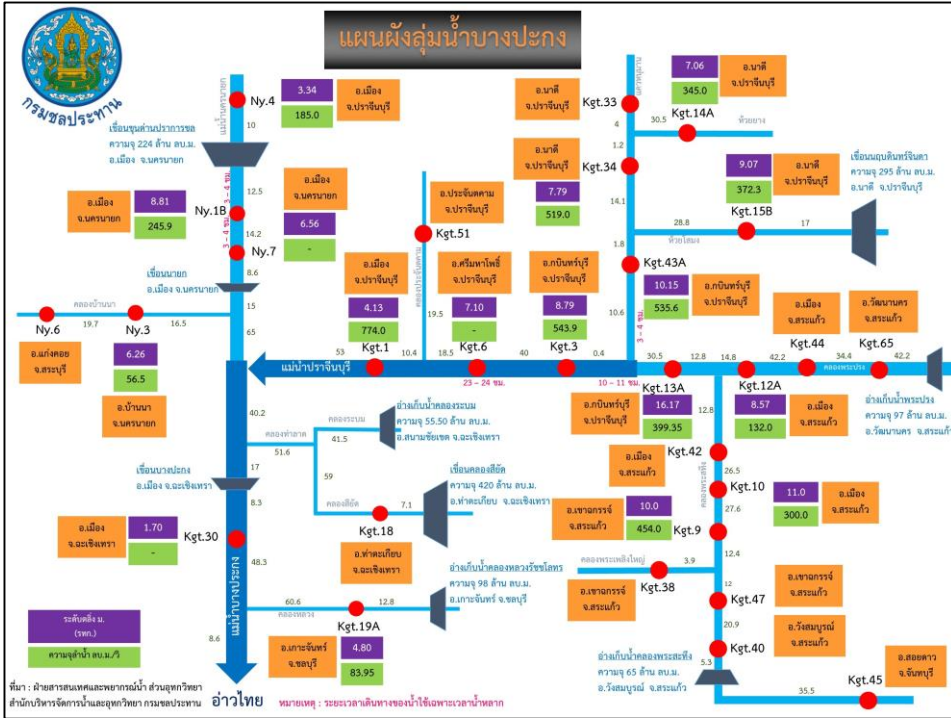 แผนผังลุ่มน้ำบางปะกง
กรมชลประทาน
แม่น้ำนครนายก
Ny.4
3.34
185.0
อ.เมือง
จ.ปราจีนบุรี
10
เขื่อนขุนด่านปราการชล
ความจุ 224 ล้าน ลบ.ม.
อ.เมือง จ.นครนายก
12.5
3 – 4 ชม.
อ.เมือง
จ.นครนายก
8.81
245.9
Ny.1B
14.2
3 – 4 ชม.
Ny.7
อ.เมือง
จ.นครนายก
6.56
-
8.6
เขื่อนนายก
อ.เมือง จ.นครนายก
15
คลองบ้านนา
Ny.6
19.7
Ny.3
16.5
65
อ.แก่งคอย
จ.สระบุรี
6.26
56.5
อ.บ้านนา
จ.นครนายก
อ.นาดี
จ.ปราจีนบุรี
Kgt.33
แควหนุมาน
4
1.2
7.06
345.0
อ.นาดี
จ.ปราจีนบุรี
30.5
Kgt.14A
ห้วยยาง
อ.นาดี
จ.ปราจีนบุรี
7.79
519.0
Kgt.34
14.1
9.07
372.3
อ.นาดี
จ.ปราจีนบุรี
Kgt.15B
28.8
17
ห้วยโสมง
เขื่อนนฤบดินทรจินดา
ความจุ 295 ล้าน ลบ.ม.
อ.นาดี จ.ปราจีนบุรี
1.8
Kgt.43A
10.15
535.6
อ.กบินทร์บุรี
จ.ปราจีนบุรี
10.6
3 – 4 ชม.
อ.ประจันตคาม
จ.ปราจีนบุรี
Kgt.51
คลองประจันตคาม
19.5
อ.เมือง
จ.ปราจีนบุรี
4.13
774.0
Kgt.1
อ.ศรีมหาโพธิ์
จ.ปราจีนบุรี
7.10
-
Kgt.6
อ.กบินทร์บุรี
จ.ปราจีนบุรี
8.79
543.9
Kgt.3
แม่น้ำปราจีนบุรี
53
10.4
18.5
40
0.4
23 – 24 ชม.
10 – 11 ชม.
อ.เมือง
จ.สระแก้ว
Kgt.44
อ.วัฒนานคร
จ.สระแก้ว
Kgt.65
30.5
12.8
14.8
42.2
34.4
42.2
คลองพระปรง
อ่างเก็บน้ำพระปรง
ความจุ 97 ล้าน ลบ.ม.
อ.วัฒนานคร จ.สระแก้ว
Kgt.13A
อ.กบินทร์บุรี
จ.ปราจีนบุรี
16.17
399.35
Kgt.12A
8.57
132.0
อ.เมือง
จ.สระแก้ว
12.8
อ.เมือง
จ.สระแก้ว
Kgt.42
คลองพระสทึง
26.5
Kgt.10
11.0
300.0
อ.เมือง
จ.สระแก้ว
27.6
อ.เขาฉกรรจ์
จ.สระแก้ว
10.0
454.0
Kgt.9
12.4
คลองพระเพลิงใหญ่
3.9
Kgt.38
อ.เขาฉกรรจ์
จ.สระแก้ว
12
Kgt.47
อ.เขาฉกรรจ์
จ.สระแก้ว
20.9
Kgt.40
อ.วังสมบูรณ์
จ.สระแก้ว
อ่างเก็บน้ำคลองพระสทึง
ความจุ 65 ล้าน ลบ.ม.
อ.วังสมบูรณ์ จ.สระแก้ว
5.3
35.5
Kgt.45
อ.สอยดาว
จ.จันทบุรี
40.2
คลองท่าลาด
51.6
คลองระบม
41.5
อ่างเก็บน้ำคลองระบม
ความจุ 55.50 ล้าน ลบ.ม.
อ.สนามชัยเขต จ.ฉะเชิงเทรา
59
คลองสียัด
7.1
Kgt.18
เขื่อนคลองสียัด
ความจุ 420 ล้าน ลบ.ม.
อ.ท่าตะเกียบ จ.ฉะเชิงเทรา
อ.ท่าตะเกียบ
จ.ฉะเชิงเทรา
17
เขื่อนบางปะกง
อ.เมือง จ.ฉะเชิงเทรา
8.3
อ.เมือง
จ.ฉะเชิงเทรา
1.70
-
Kgt.30
48.3
แม่น้ำบางปะกง
60.6
12.8
คลองหลวง
Kgt.19A
อ่างเก็บน้ำคลองหลวงรัชชโลทร
ความจุ 98 ล้าน ลบ.ม.
อ.เกาะจันทร์ จ.ชลบุรี
อ.เกาะจันทร์
จ.ชลบุรี
4.80
83.95
8.6
ระดับตลิ่ง ม.
(รทก.)
ความจุลำน้ำ ลบ.ม./วิ
ที่มา : ฝ่ายสารสนเทศและพยากรณ์น้ำ ส่วนอุทกวิทยา
สำนักบริหารจัดการน้ำและอุทกวิทยา กรมชลประทาน
อ่าวไทย
หมายเหตุ : ระยะเวลาเดินทางของน้ำใช้เฉพาะเวลาน้ำหลาก